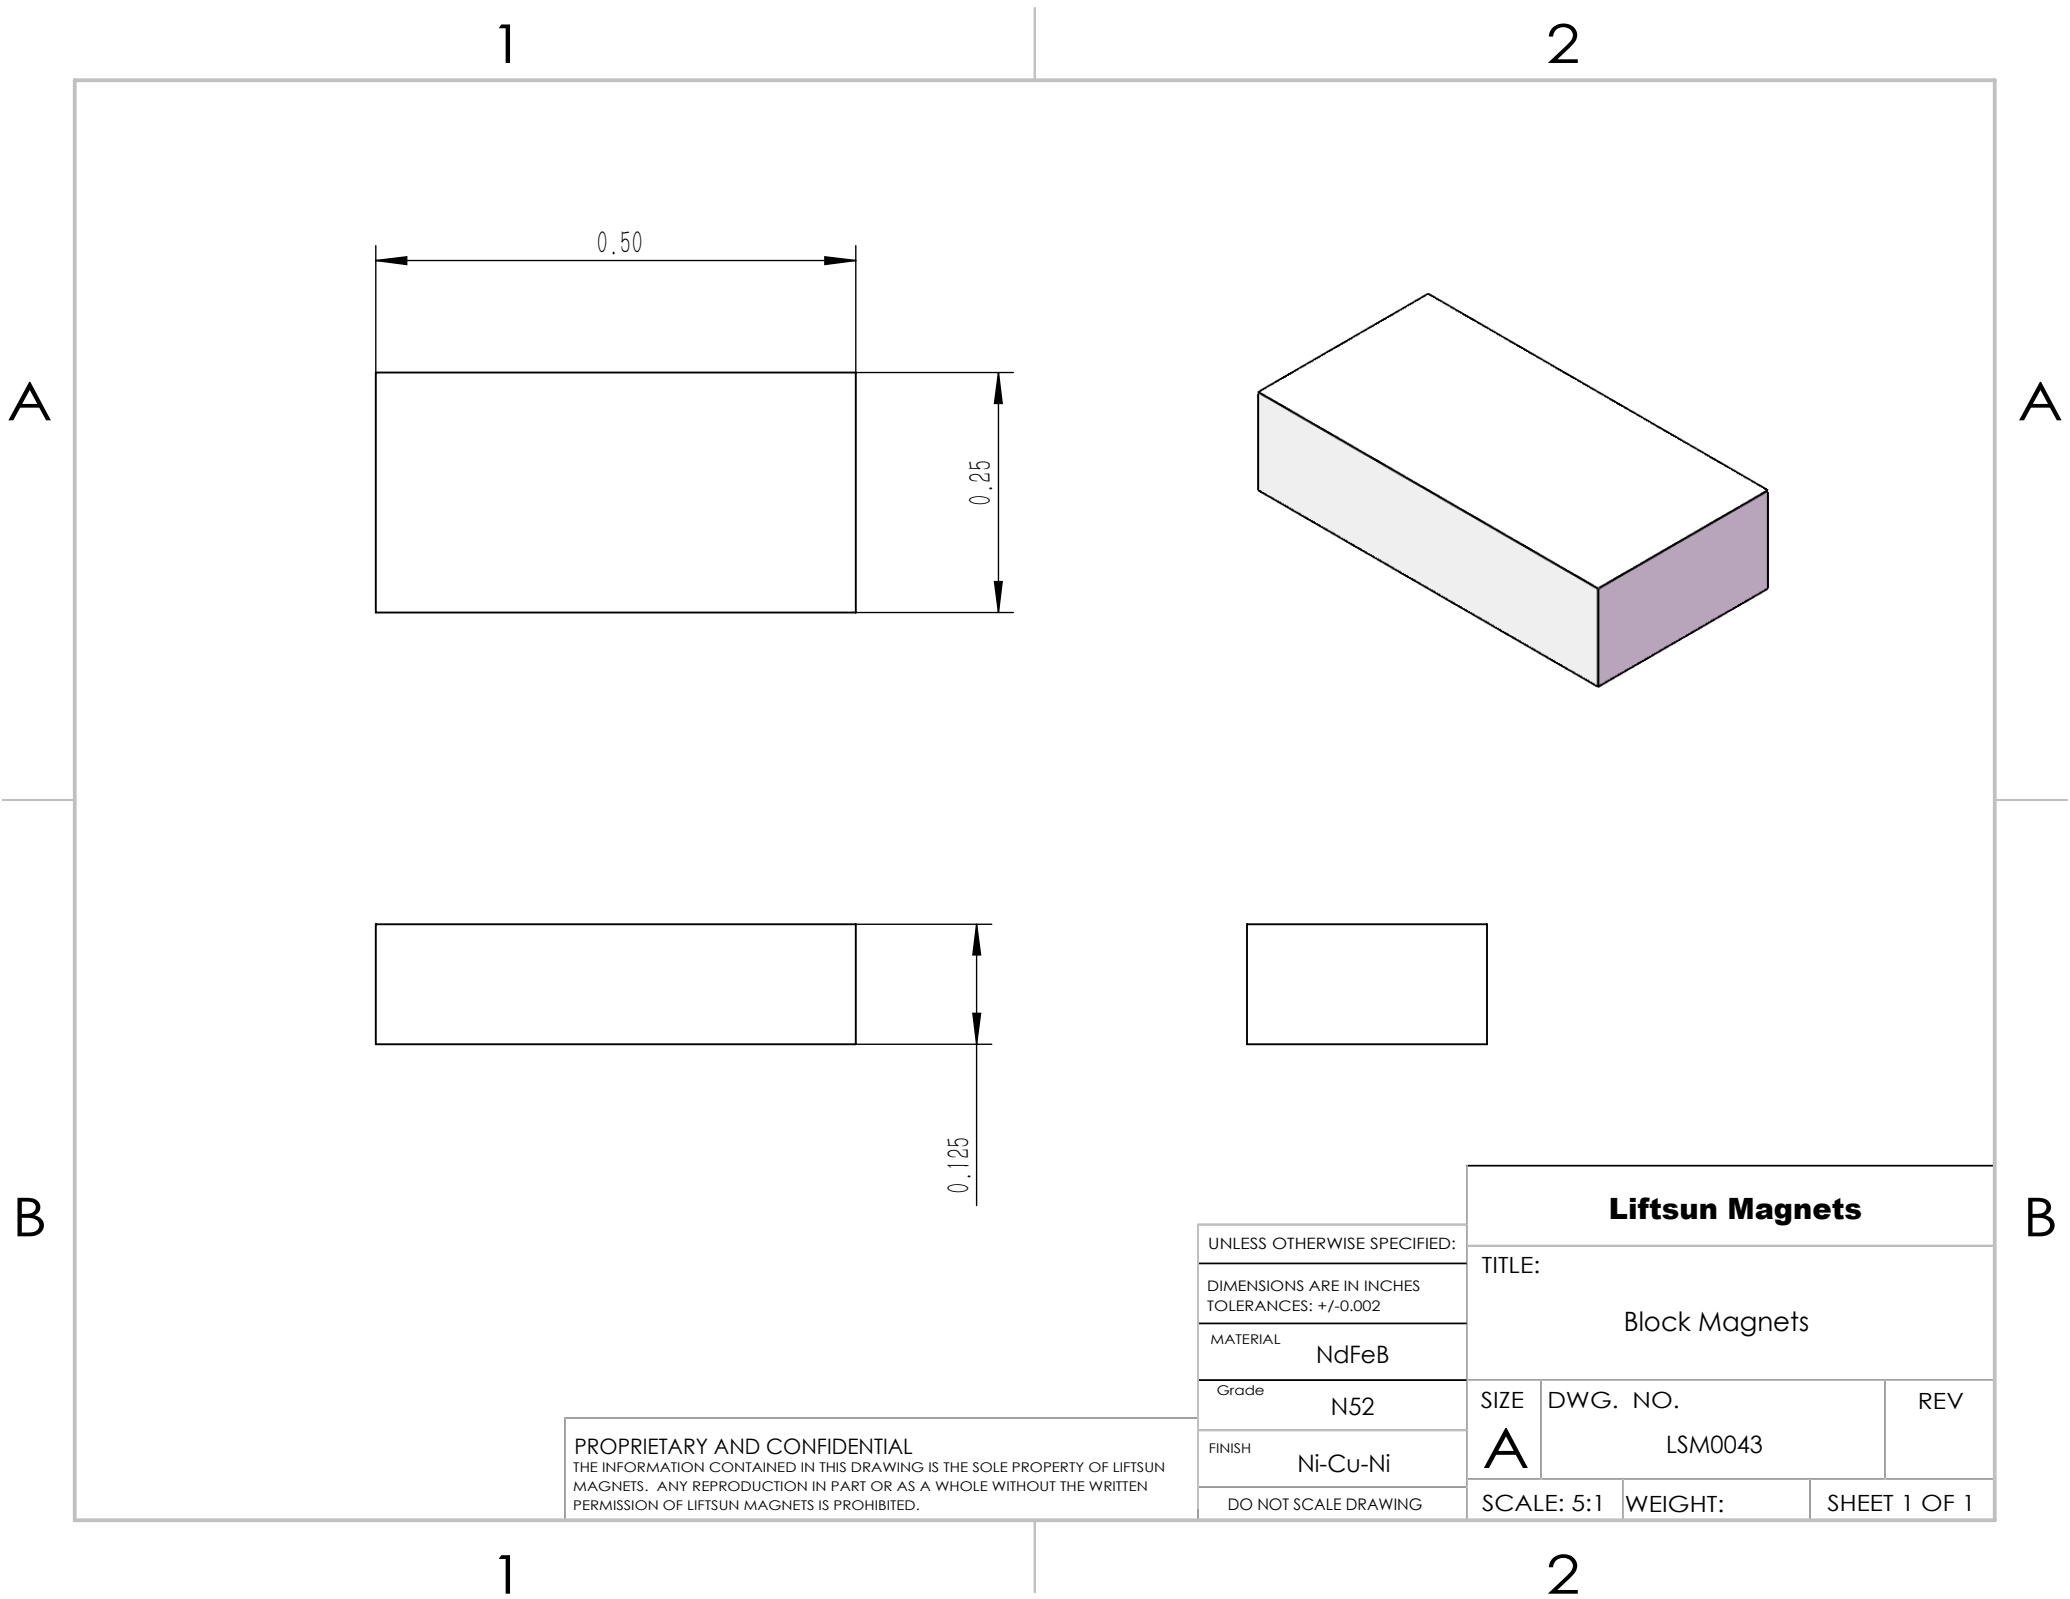 1
2
A
A
0.50
0.25
0.125
B
B
Liftsun Magnets
UNLESS OTHERWISE SPECIFIED:
DIMENSIONS ARE IN INCHES
TOLERANCES: +/-0.002
MATERIAL
NdFeB
Grade
N52
FINISH
Ni-Cu-Ni
DO NOT SCALE DRAWING
TITLE:
Block Magnets
SIZE
A
DWG. NO.
LSM0043
REV
SCALE: 5:1
WEIGHT:
SHEET 1 OF 1
PROPRIETARY AND CONFIDENTIAL
THE INFORMATION CONTAINED IN THIS DRAWING IS THE SOLE PROPERTY OF LIFTSUN
MAGNETS. ANY REPRODUCTION IN PART OR AS A WHOLE WITHOUT THE WRITTEN
PERMISSION OF LIFTSUN MAGNETS IS PROHIBITED.
1
2